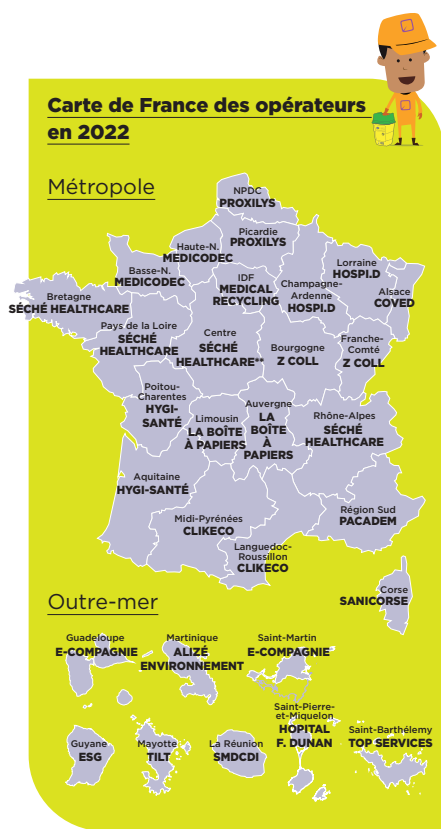 Carte de France des opérateurs
en 2022
Métropole
NPDC
PROXILYS
Picardie
PROXILYS
Haute-N.
MEDICODEC
Basse-N.
MEDICODEC
IDF
MEDICAL
RECYCLING
Champagne-
Ardenne
HOSPI.D
Lorraine
HOSPI.D
Alsace
COVED
Bretagne
SÉCHÉ HEALTHCARE
Pays de la Loire
SÉCHÉ
HEALTHCARE
Centre
SÉCHÉ
HEALTHCARE**
Bourgogne
Z COLL
Franche-
Comté
Z COLL
Poitou-
Charentes
HYGI-
SANTÉ
Limousin
LA BOÎTE
À PAPIERS
Auvergne
LA
BOÎTE
À
PAPIERS
Rhône-Alpes
SÉCHÉ
HEALTHCARE
Aquitaine
HYGI-SANTÉ
Midi-Pyrénées
CLIKECO
Languedoc-
Roussillon
CLIKECO
Région Sud
PACADEM
Corse
SANICORSE
Outre-mer
Guadeloupe
E-COMPAGNIE
Martinique
ALIZÉ
ENVIRONNEMENT
Saint-Martin
E-COMPAGNIE
Guyane
ESG
Mayotte
TILT
La Réunion
SMDCDI
Saint-Pierre-
et-Miquelon
HOPITAL
F. DUNAN
Saint-Barthélemy
TOP SERVICES